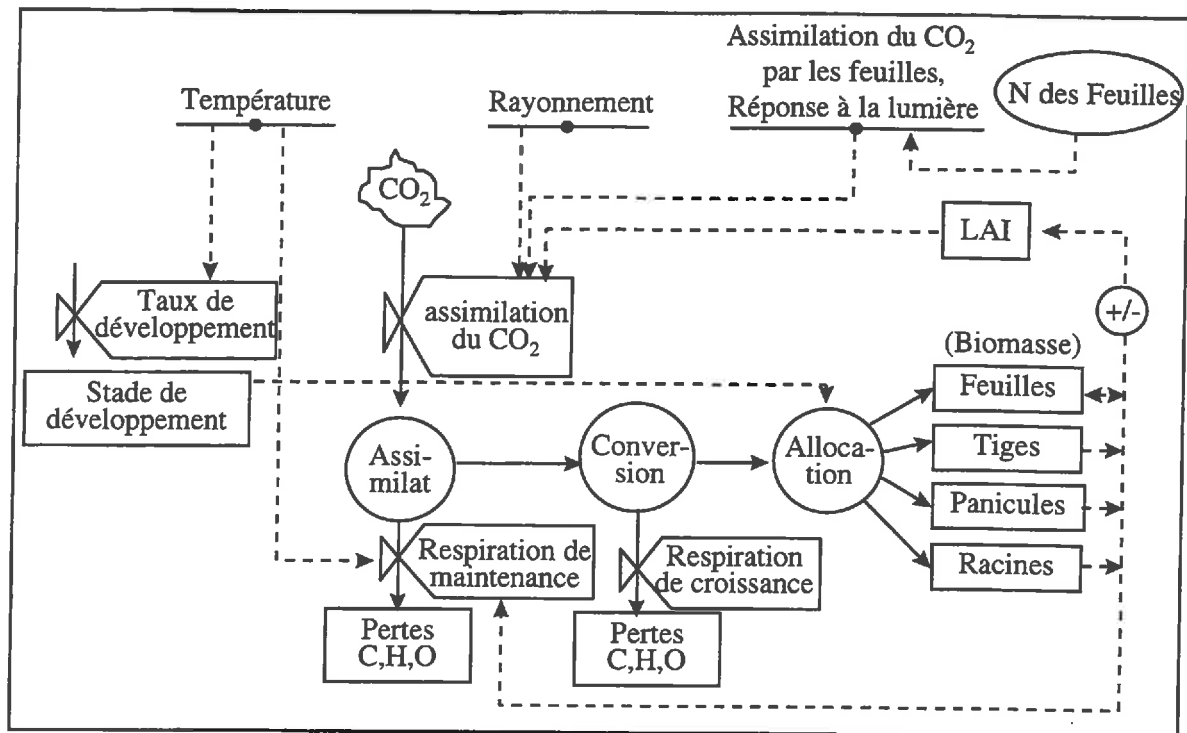 Assimilation du CO2
par les feuilles,
Réponse à la lumière
N des Feuilles
Température
Rayonnement
CO2
LAI
Taux de
développement
assimilation
du CO2
+/-
(Biomasse)
Stade de
développement
Feuilles
Assi-
milat
Conver-
sion
Alloca-
tion
Tiges
Panicules
Racines
Respiration de
maintenance
Respiration
de croissance
Pertes
C,H,O
Pertes
C,H,O